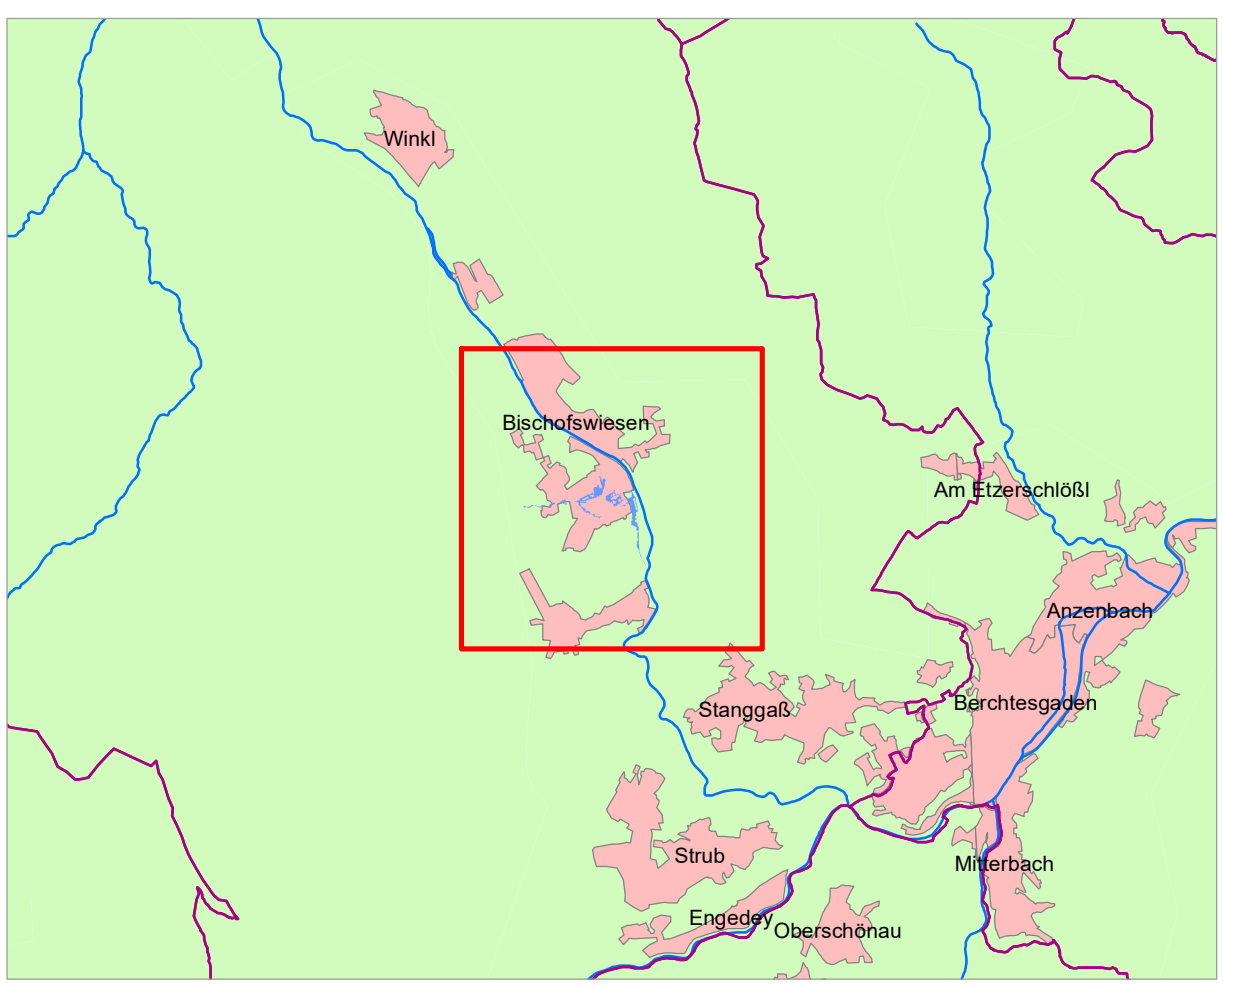 Winkl
Bischofswiesen
Am Etzerschlößl
Anzenbach
Berchtesgaden
Stanggaß
Strub
Mitterbach
Engedey
Oberschönau